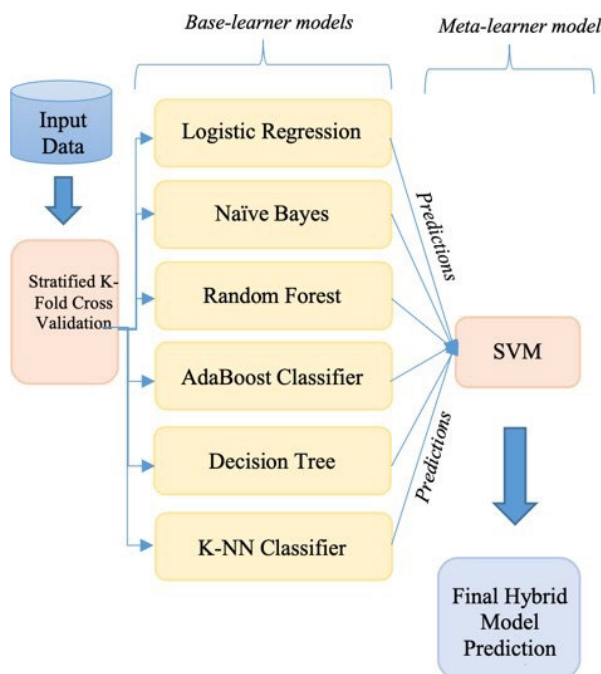 Base-learner models
Meta-learner model
Input
Data
Stratified K-
Fold Cross
Validation
Logistic Regression
Naïve Bayes
Random Forest
AdaBoost Classifier
Decision Tree
K-NN Classifier
Predictions
Predictions
SVM
Final Hybrid
Model
Prediction